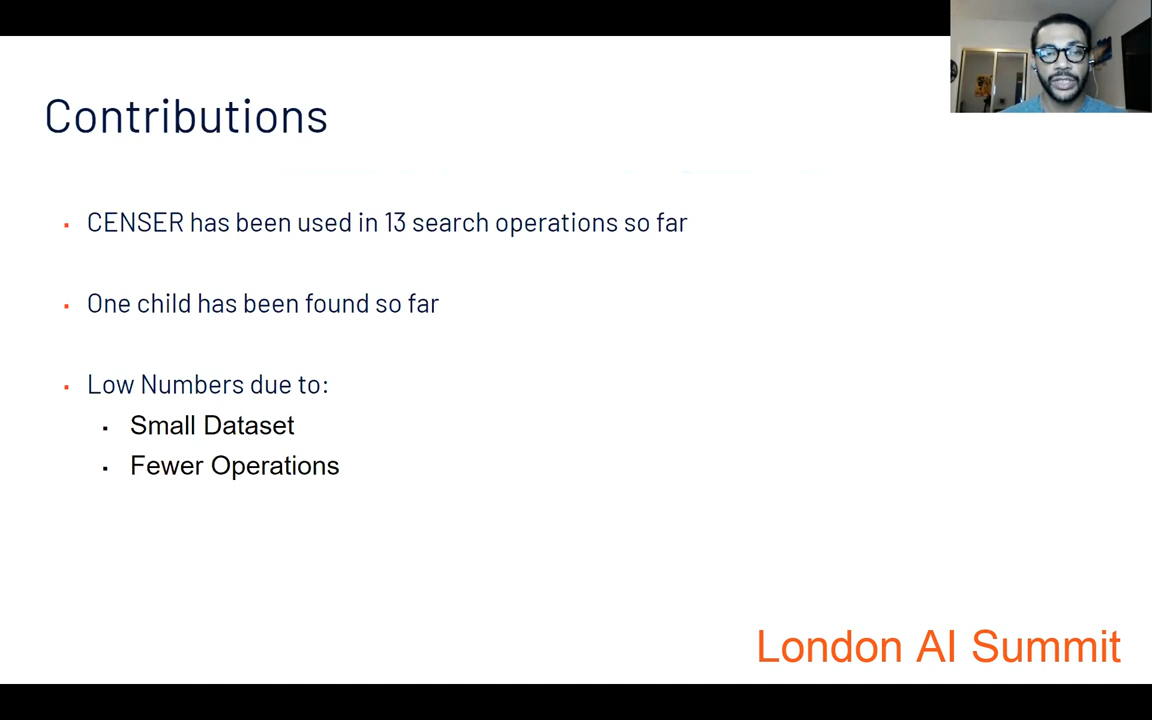 Contributions
CENSER has been used in 13 search operations so far
One child has been found so far
Low Numbers due to:
Small Dataset
Fewer Operations
London AI Summit